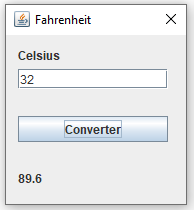 Fahrenheit
Celsius
32
Converter
89.6